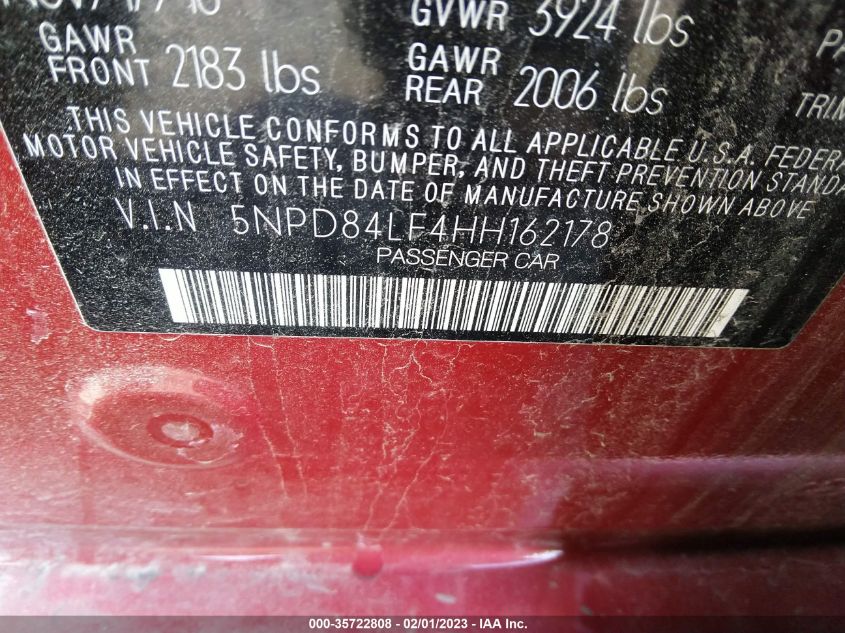 GVWR 3924 lbs
GAWR FRONT 2183 lbs
GAWR REAR 2006 lbs
THIS VEHICLE CONFORMS TO ALL APPLICABLE U.S.A. FEDERA
MOTOR VEHICLE SAFETY, BUMPER, AND THEFT PREVENTION STANDA
IN EFFECT ON THE DATE OF MANUFACTURE SHOWN ABOVE
V.I.N 5NPD84LF4HH162178
PASSENGER CAR
000-35722808 - 02/01/2023 - IAA Inc.